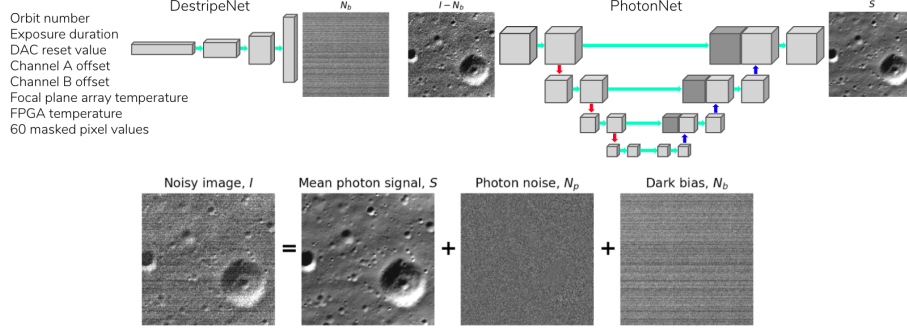 DestripeNet
N_b
I − N_b
PhotonNet
S
Orbit number
Exposure duration
DAC reset value
Channel A offset
Channel B offset
Focal plane array temperature
FPGA temperature
60 masked pixel values
Noisy image, I
Mean photon signal, S
Photon noise, N_p
Dark bias, N_b
=
+
+